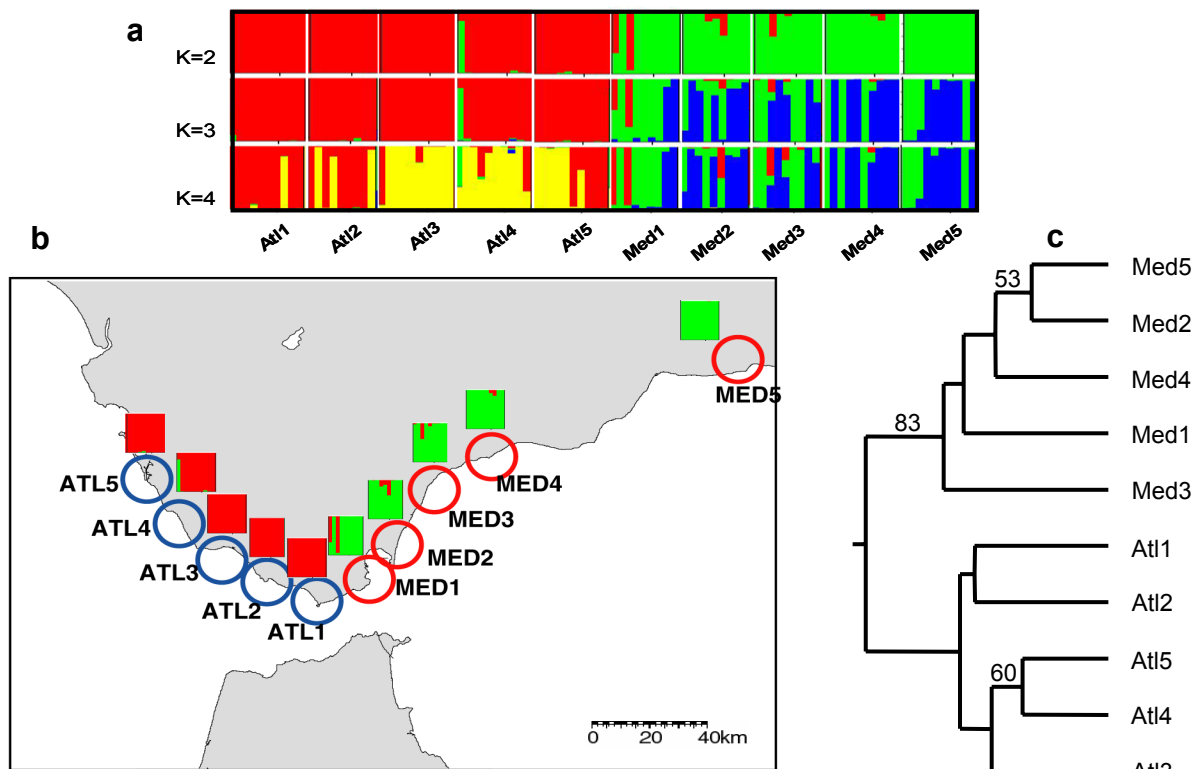 a
K=2
K=3
K=4
Atl1 Atl2 Atl3 Atl4 Atl5 Med1 Med2 Med3 Med4 Med5
b
MED5
MED4
MED3
MED2
MED1
ATL5
ATL4
ATL3
ATL2
ATL1
0 20 40km
c
53
Med5
Med2
Med4
83
Med1
Med3
Atl1
Atl2
60
Atl5
Atl4